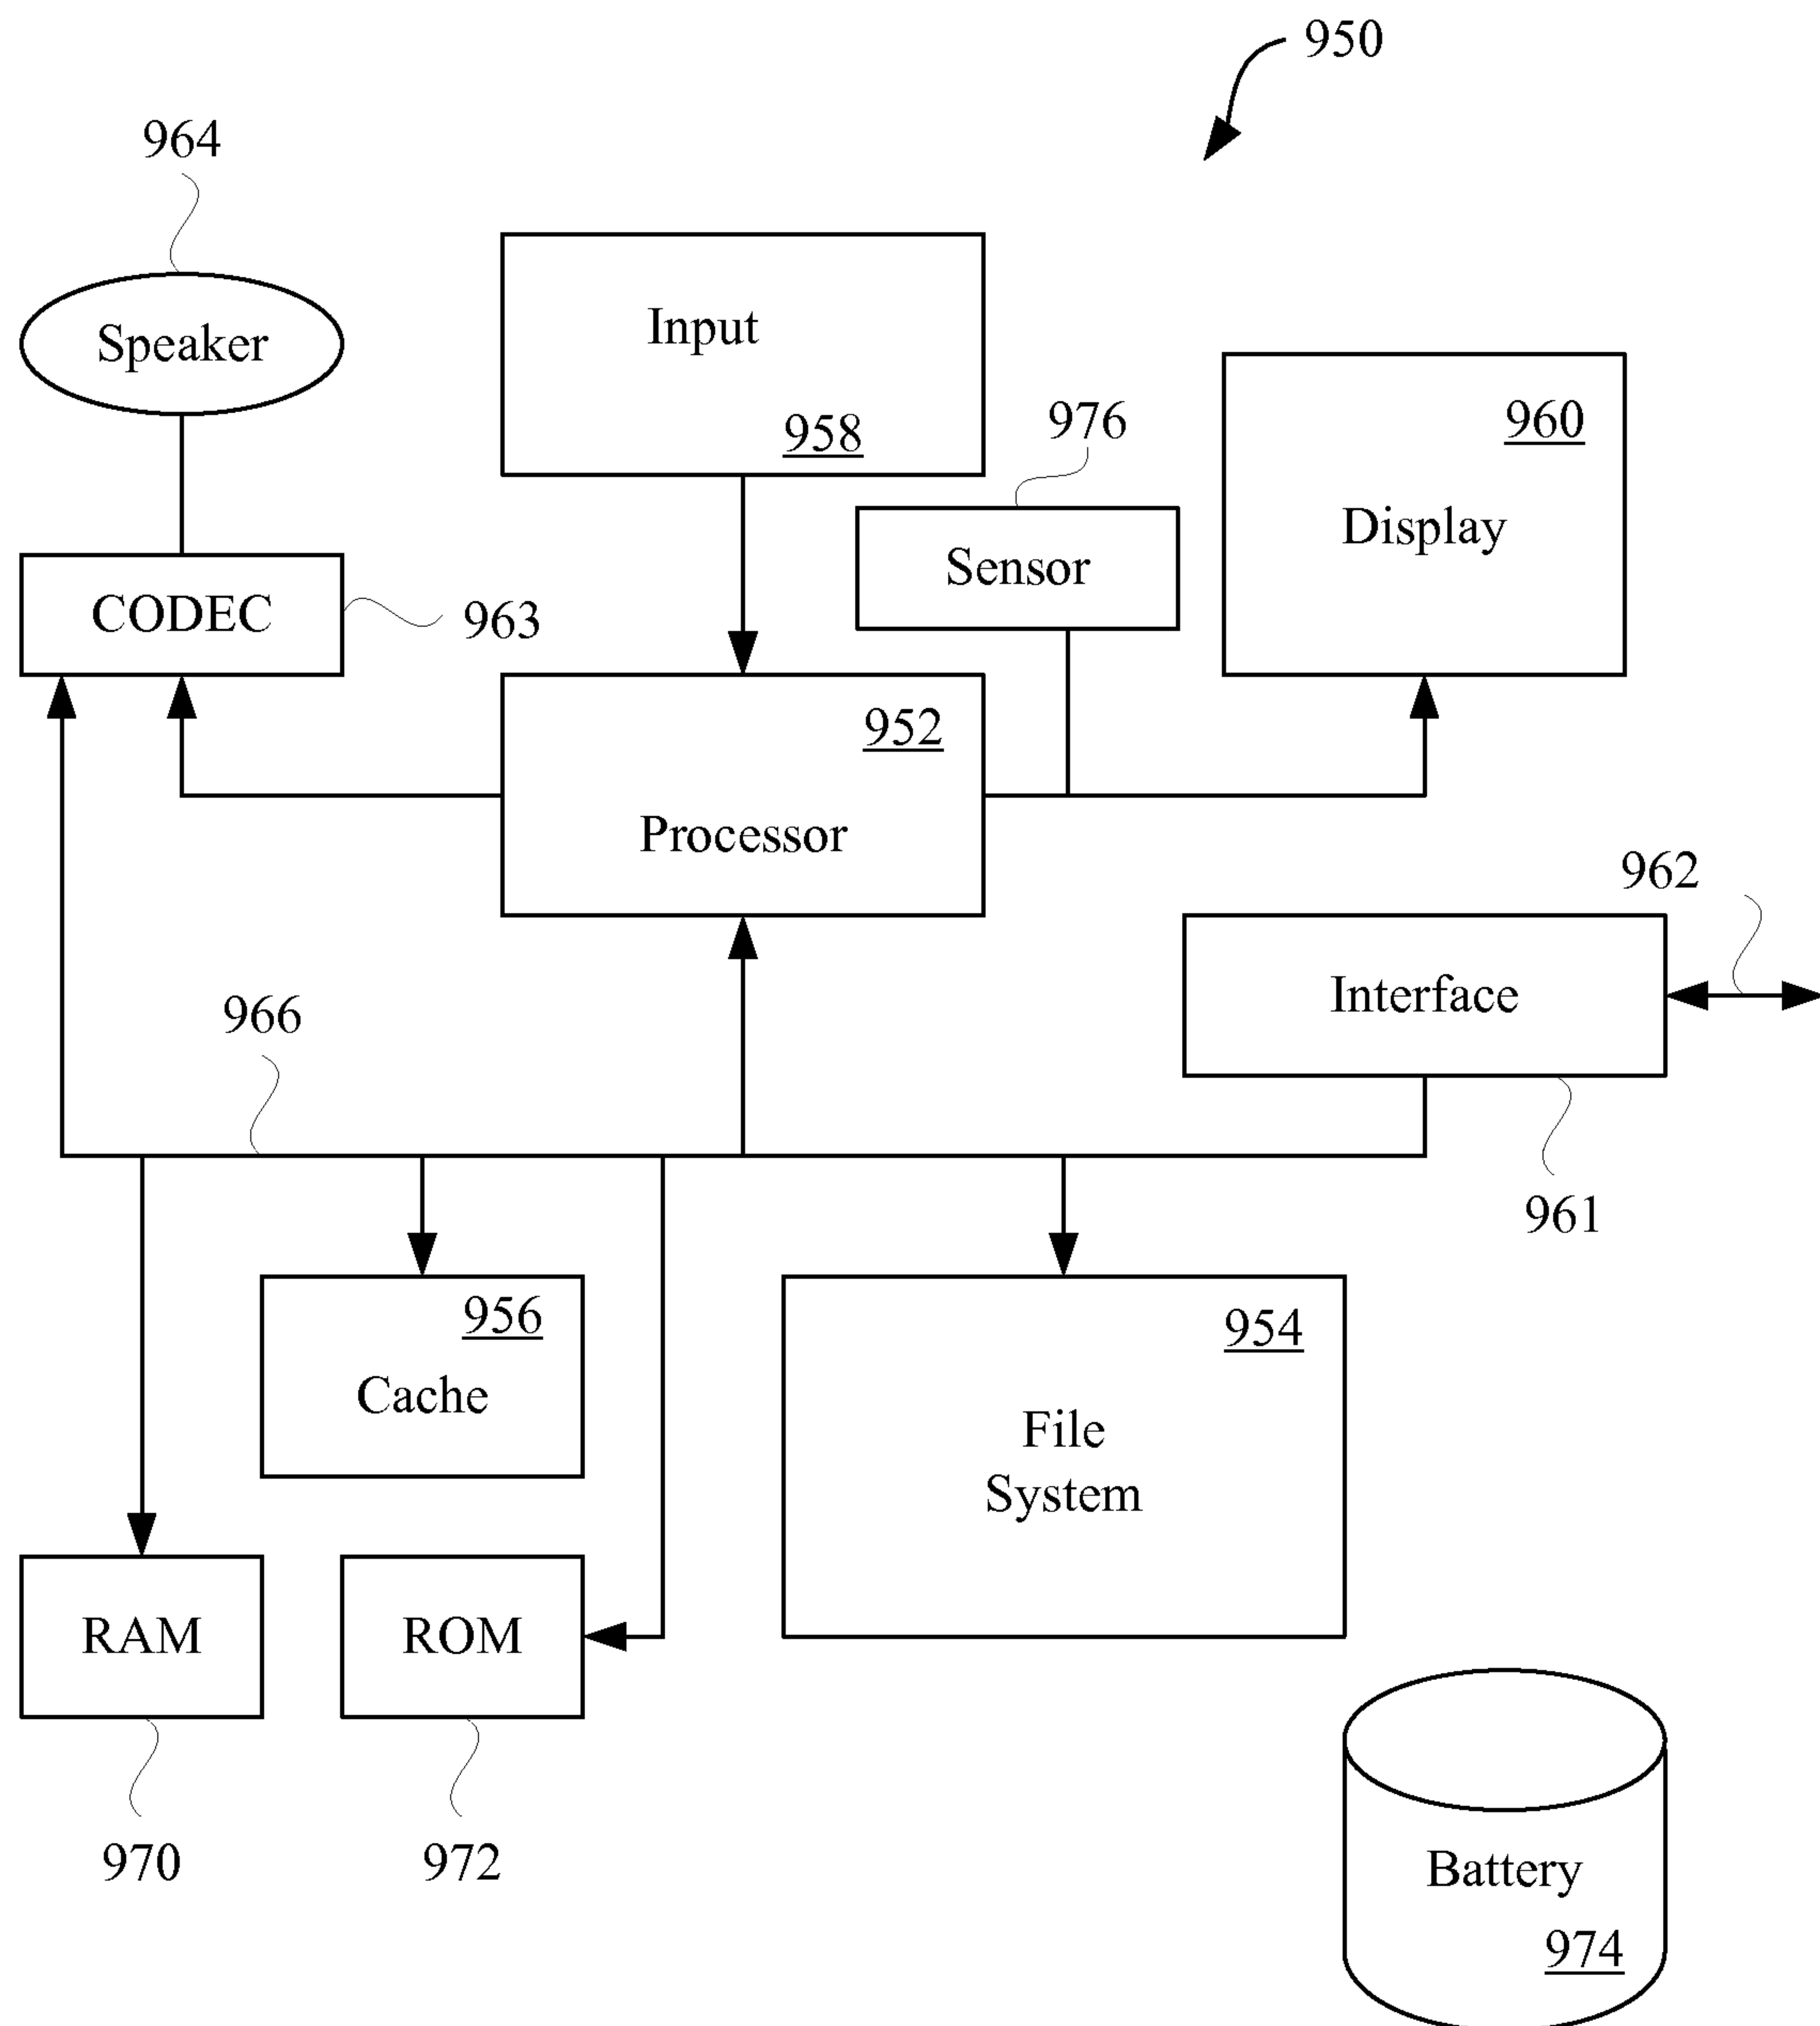 950
964
Speaker
Input
958
976
960
Display
Sensor
CODEC
963
952
Processor
962
Interface
966
961
956
Cache
954
File
System
RAM
ROM
970
972
Battery
974